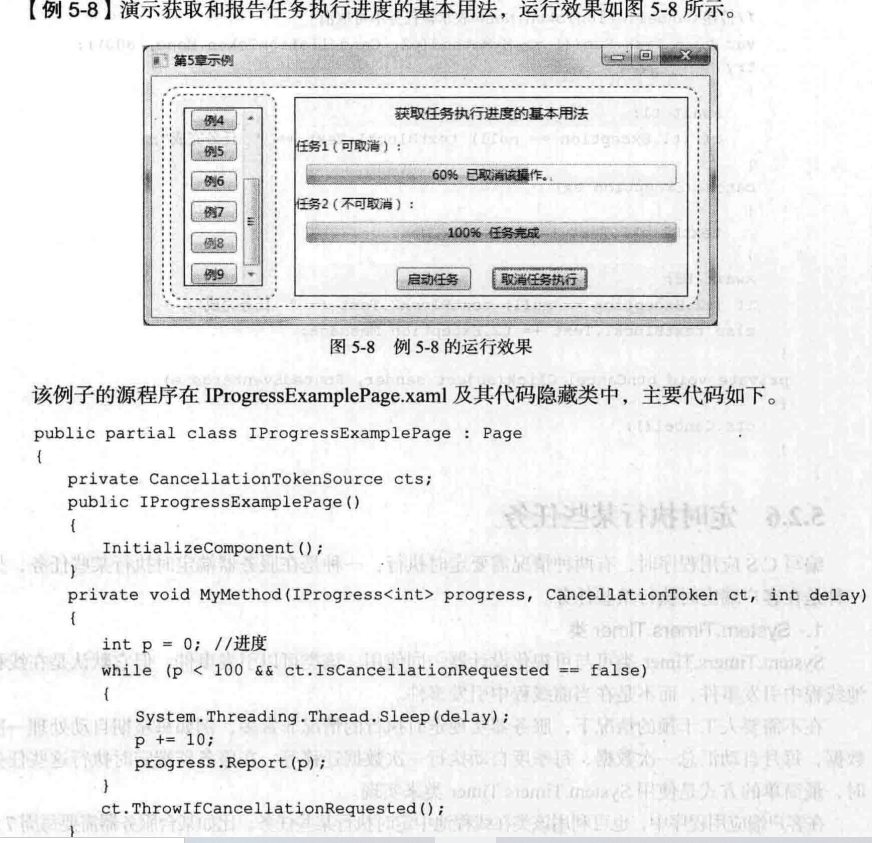 【例 5-8】演示获取和报告任务执行进度的基本用法，运行效果如图 5-8 所示。
第5章示例
例4
例5
例6
例7
例8
例9
获取任务执行进度的基本用法
任务1（可取消）：
60% 已取消该操作。
任务2（不可取消）：
100% 任务完成
启动任务
取消任务执行
图 5-8 例 5-8 的运行效果
该例子的源程序在 IProgressExamplePage.xaml 及其代码隐藏类中，主要代码如下。
public partial class IProgressExamplePage : Page
{
private CancellationTokenSource cts;
public IProgressExamplePage()
{
InitializeComponent();
}
private void MyMethod(IProgress<int> progress, CancellationToken ct, int delay)
{
int p = 0; //进度
while (p < 100 && ct.IsCancellationRequested == false)
{
System.Threading.Thread.Sleep(delay);
p += 10;
progress.Report(p);
}
ct.ThrowIfCancellationRequested();
}